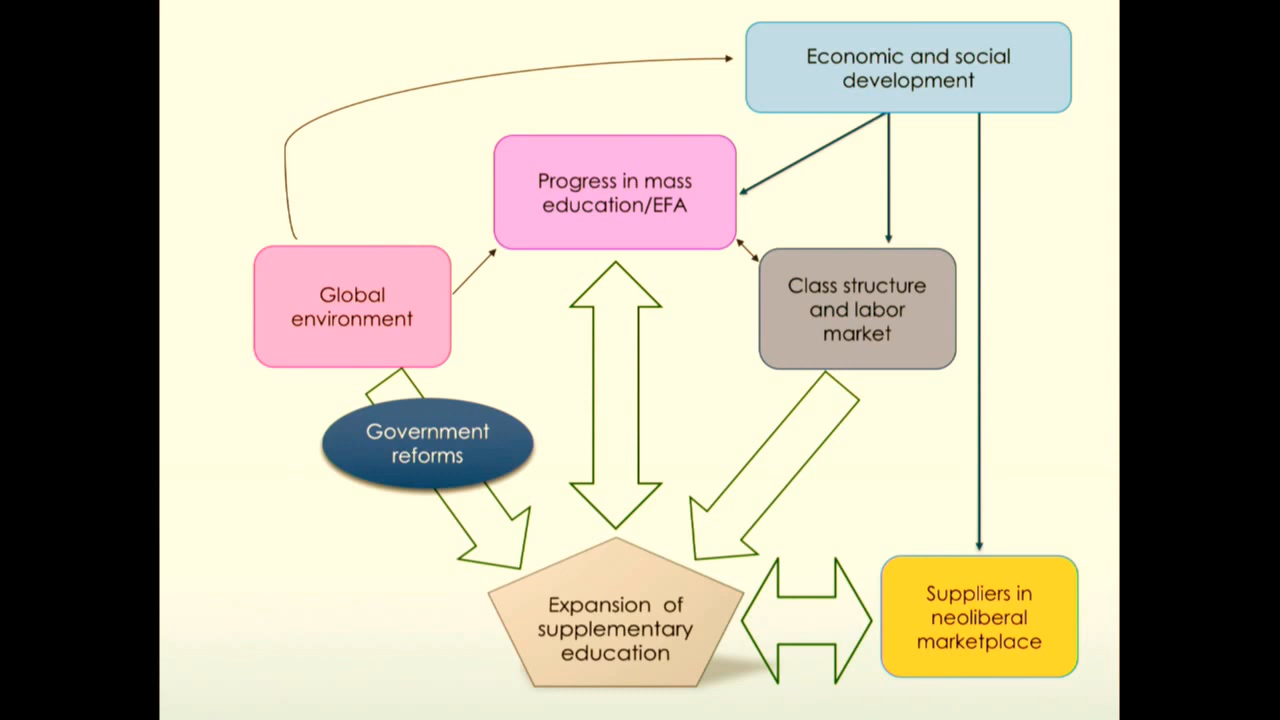 Economic and social
development
Progress in mass
education/EFA
Global
environment
Class structure
and labor
market
Government
reforms
Expansion of
supplementary
education
Suppliers in
neoliberal
marketplace